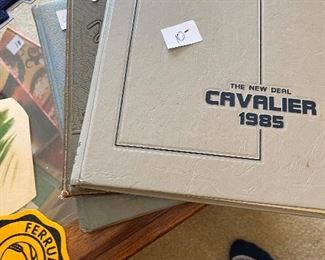 10-
THE NEW DEAL
CAVALIER
1985
FERRU